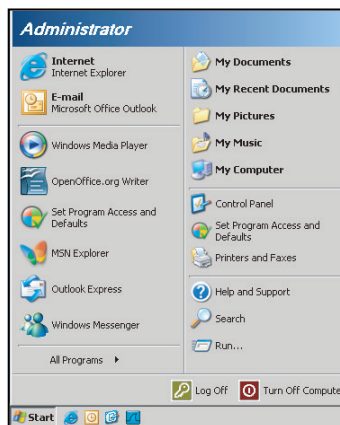 Administrator
Internet
Internet Explorer
E-mail
Microsoft Office Outlook
Windows Media Player
OpenOffice.org Writer
Set Program Access and
Defaults
MSN Explorer
Outlook Express
Windows Messenger
All Programs
My Documents
My Recent Documents
My Pictures
My Music
My Computer
Control Panel
Set Program Access and
Defaults
Printers and Faxes
Help and Support
Search
Run...
Log Off
Turn Off Compute
Start